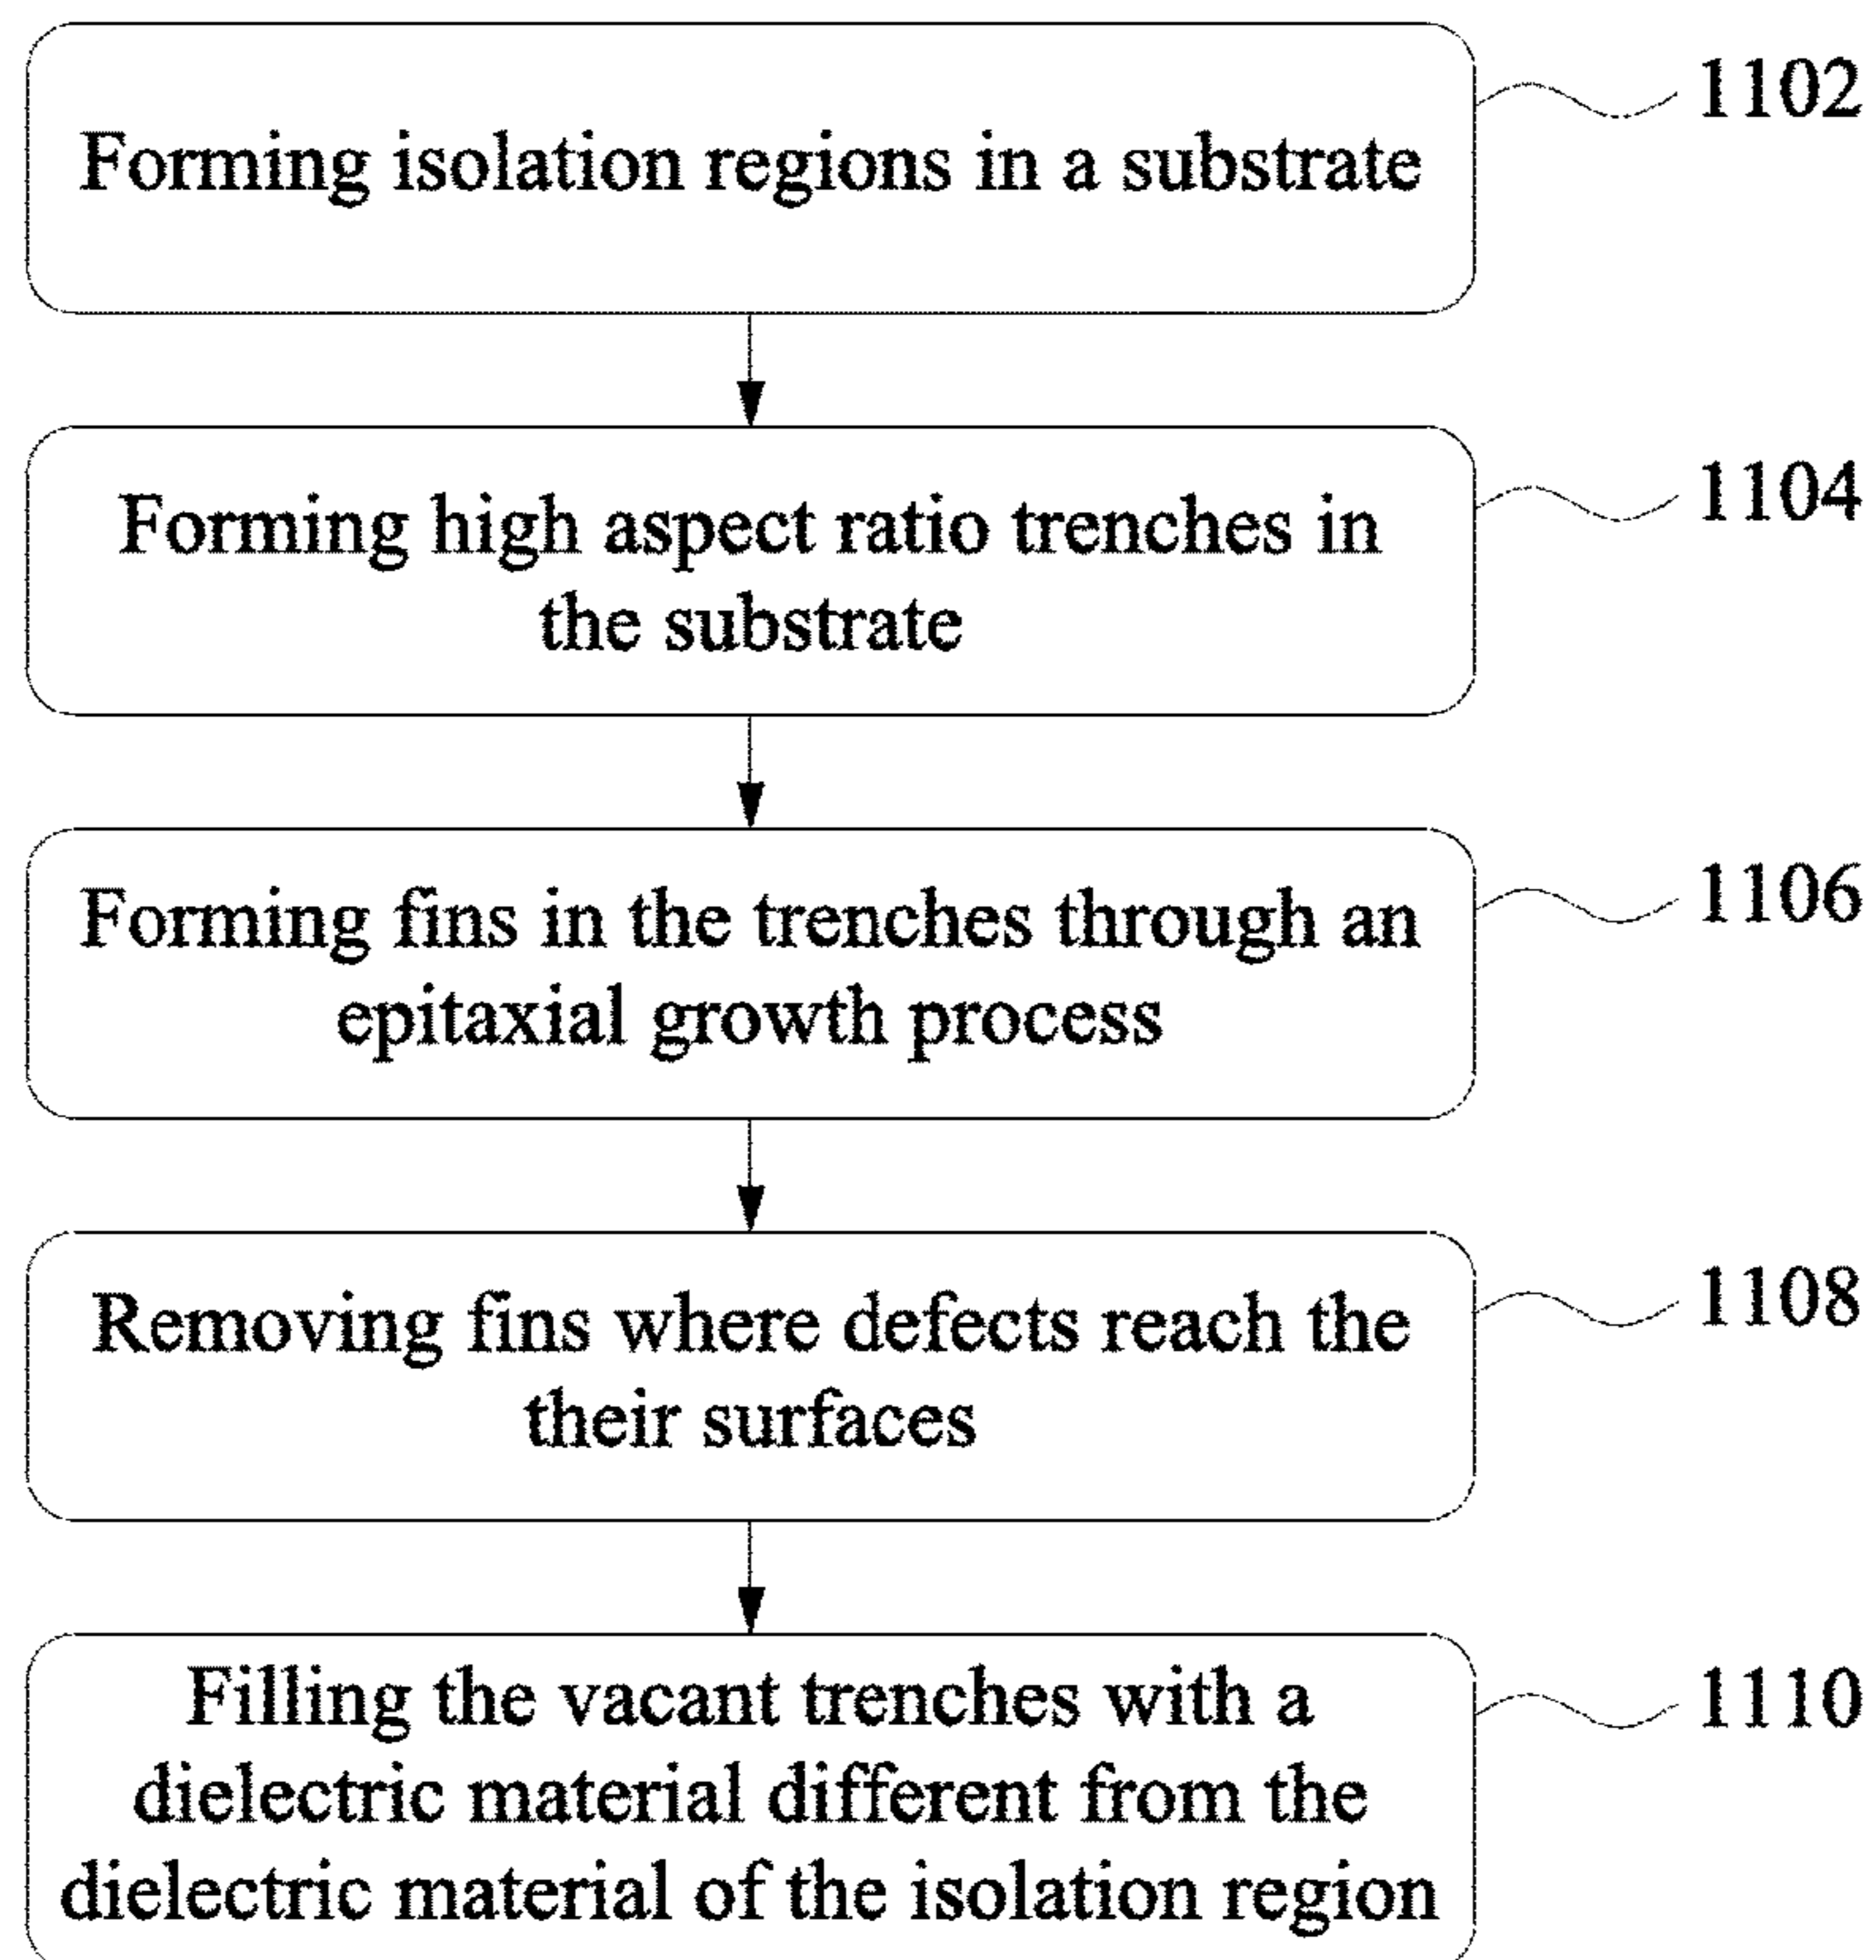 Forming isolation regions in a substrate
1102
Forming high aspect ratio trenches in
the substrate
1104
Forming fins in the trenches through an
epitaxial growth process
1106
Removing fins where defects reach the
their surfaces
1108
Filling the vacant trenches with a
dielectric material different from the
dielectric material of the isolation region
1110